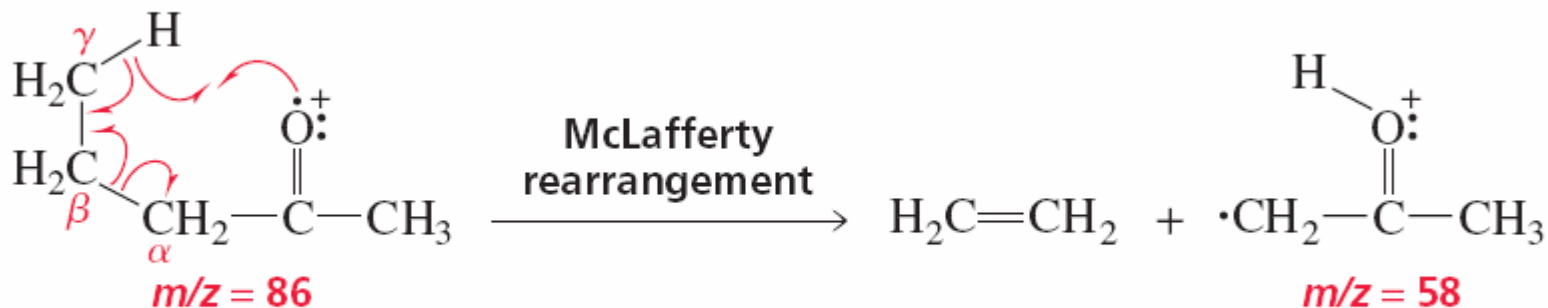 γ H
H₂C
·O:⁺
H₂C
β
CH₂—C—CH₃
α
m/z = 86
McLafferty
rearrangement
H₂C=CH₂ + ·CH₂—C—CH₃
H
O:⁺
m/z = 58